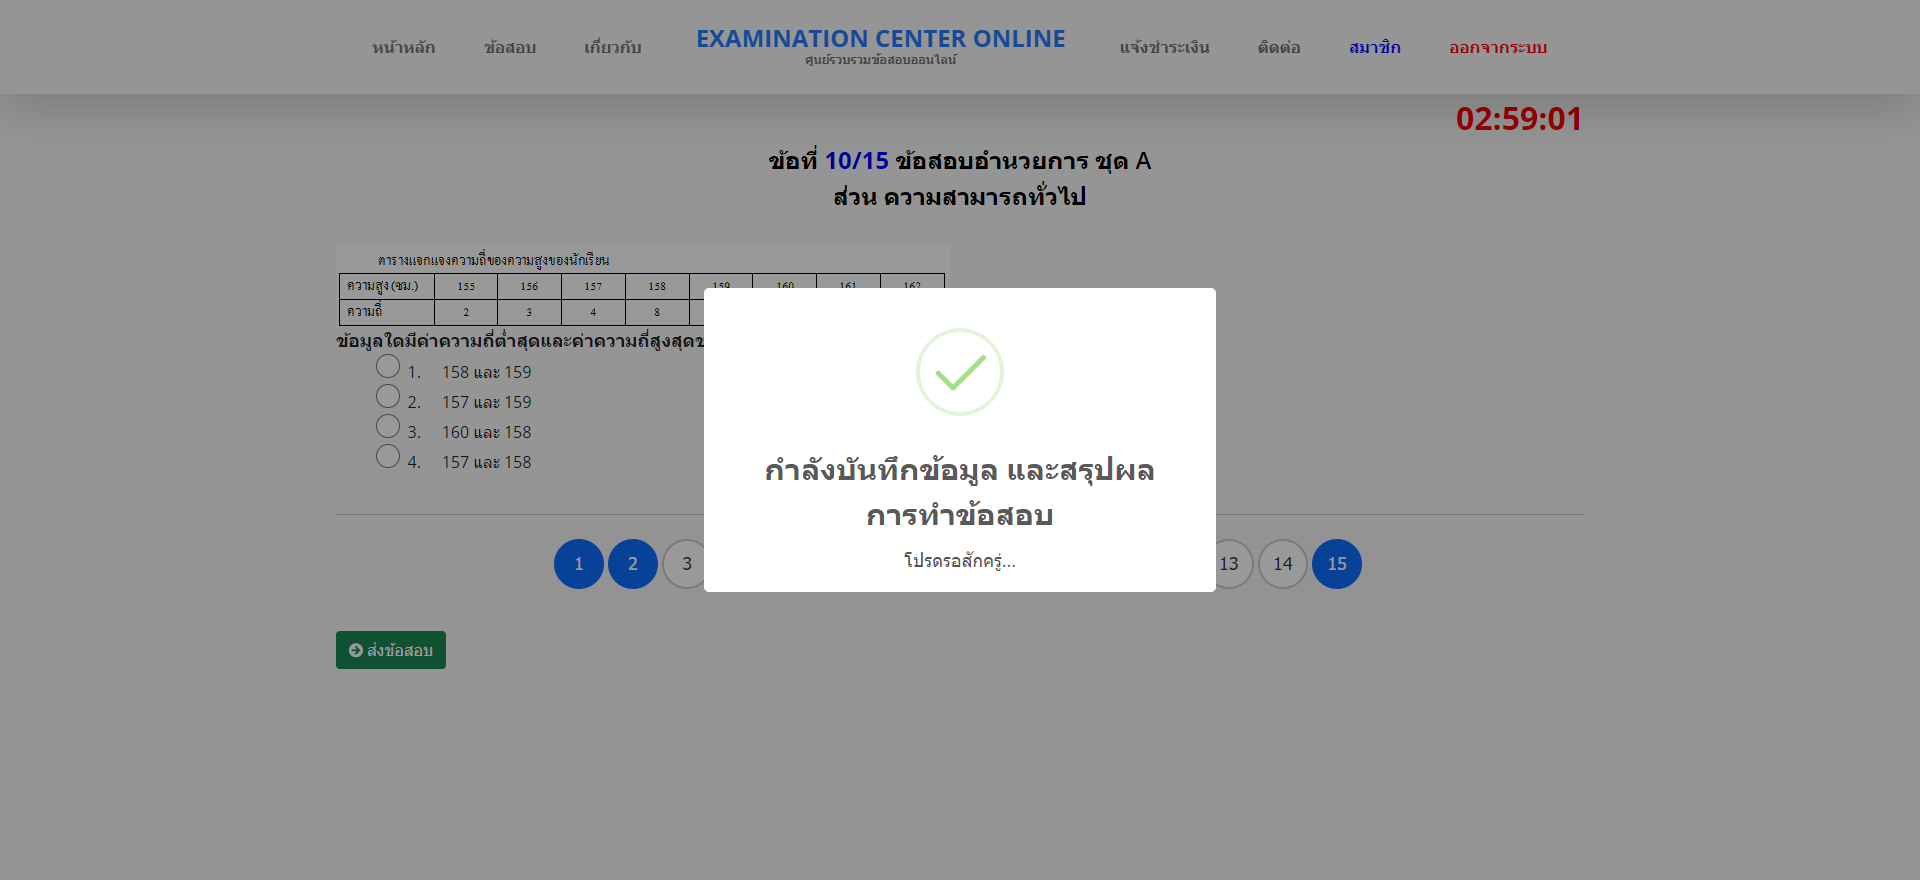 หน้าหลัก ข้อสอบ เกี่ยวกับ EXAMINATION CENTER ONLINE แจ้งชำระเงิน ติดต่อ สมาชิก ออกจากระบบ
ศูนย์รวบรวมข้อสอบออนไลน์
02:59:01
ข้อที่ 10/15 ข้อสอบอำนวยการ ชุด A
ส่วน ความสามารถทั่วไป
ตารางแจกแจงความถี่ของความสูงของนักเรียน
ความสูง (ซม.) 155 156 157 158 159 160 161 162
ความถี่ 2 3 4 8
ข้อมูลใดมีค่าความถี่ต่ำสุดและค่าความถี่สูงสุด
1. 158 และ 159
2. 157 และ 159
3. 160 และ 158
4. 157 และ 158
กำลังบันทึกข้อมูล และสรุปผล
การทำข้อสอบ
โปรดรอสักครู่...
1 2 3 13 14 15
ส่งข้อสอบ